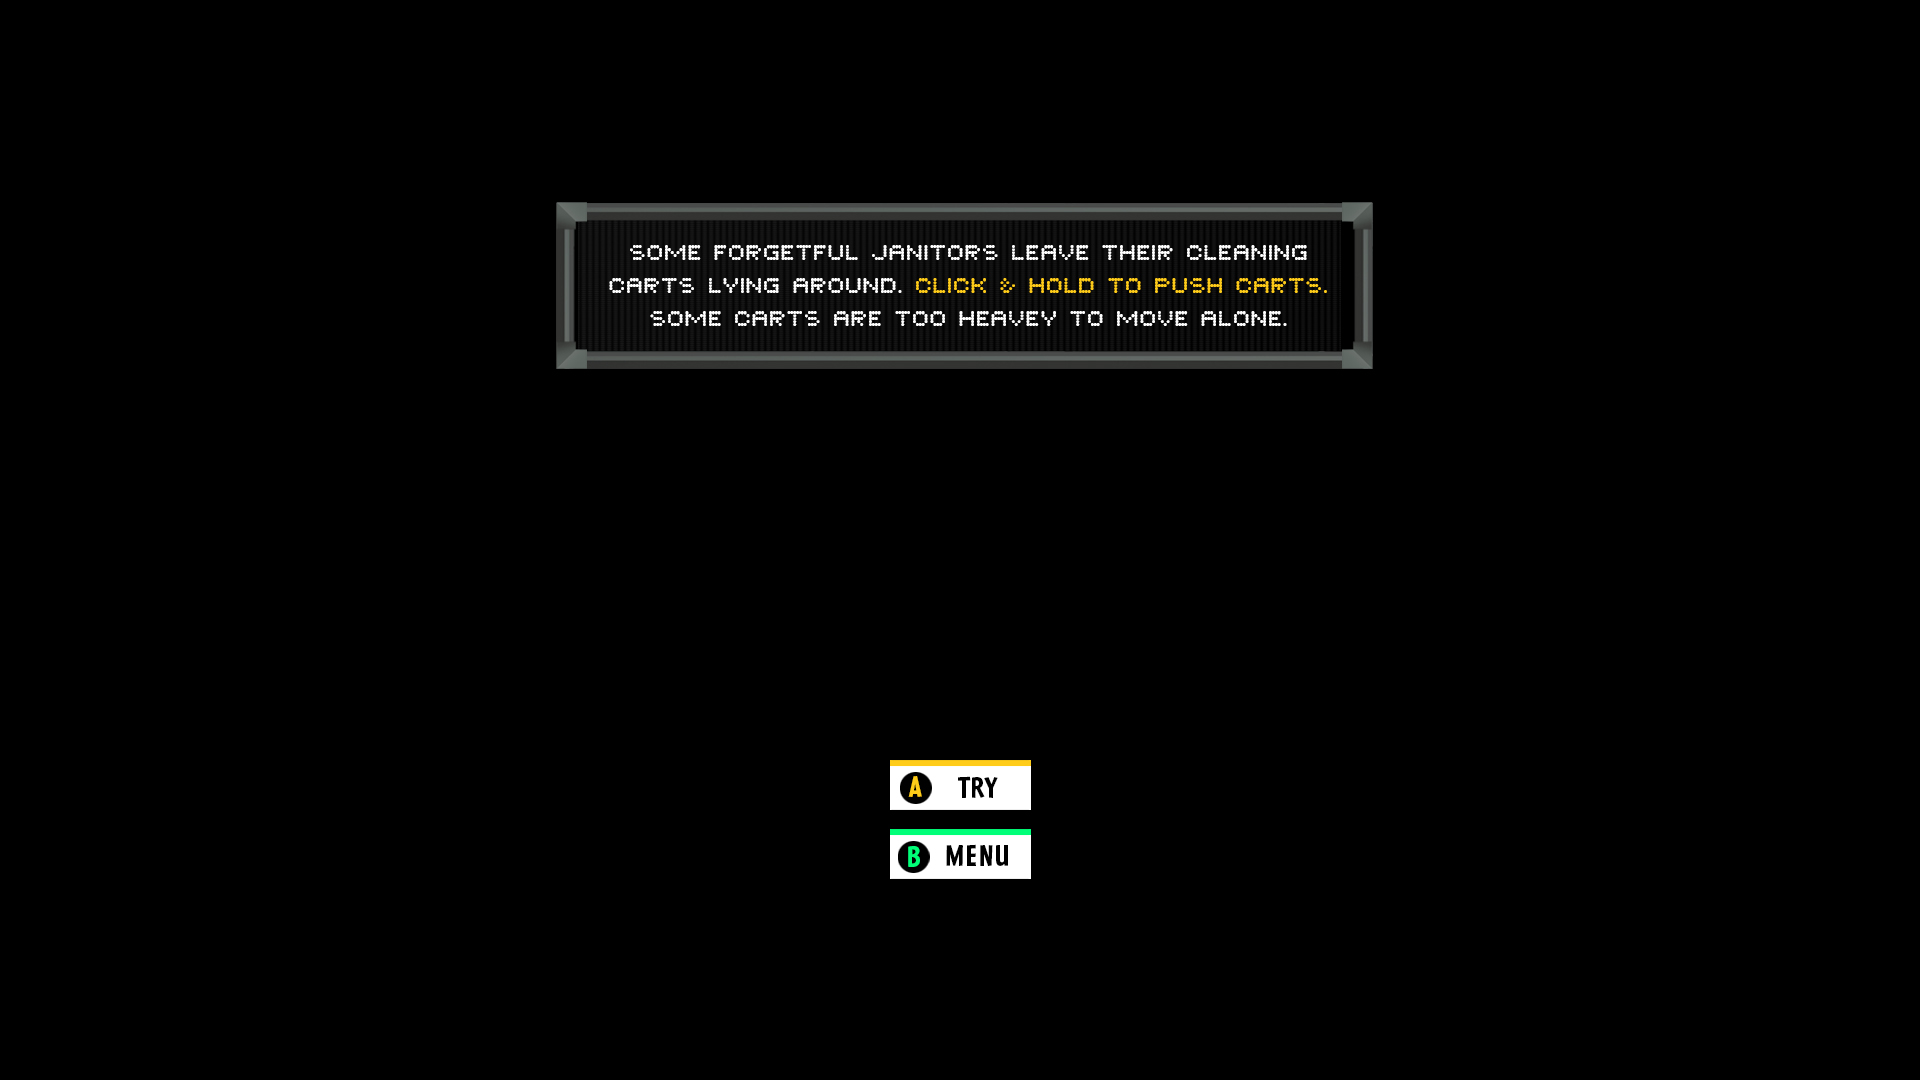 SOME FORGETFUL JANITORS LEAVE THEIR CLEANING
CARTS LYING AROUND. CLICK & HOLD TO PUSH CARTS.
SOME CARTS ARE TOO HEAVEY TO MOVE ALONE.
A TRY
B MENU